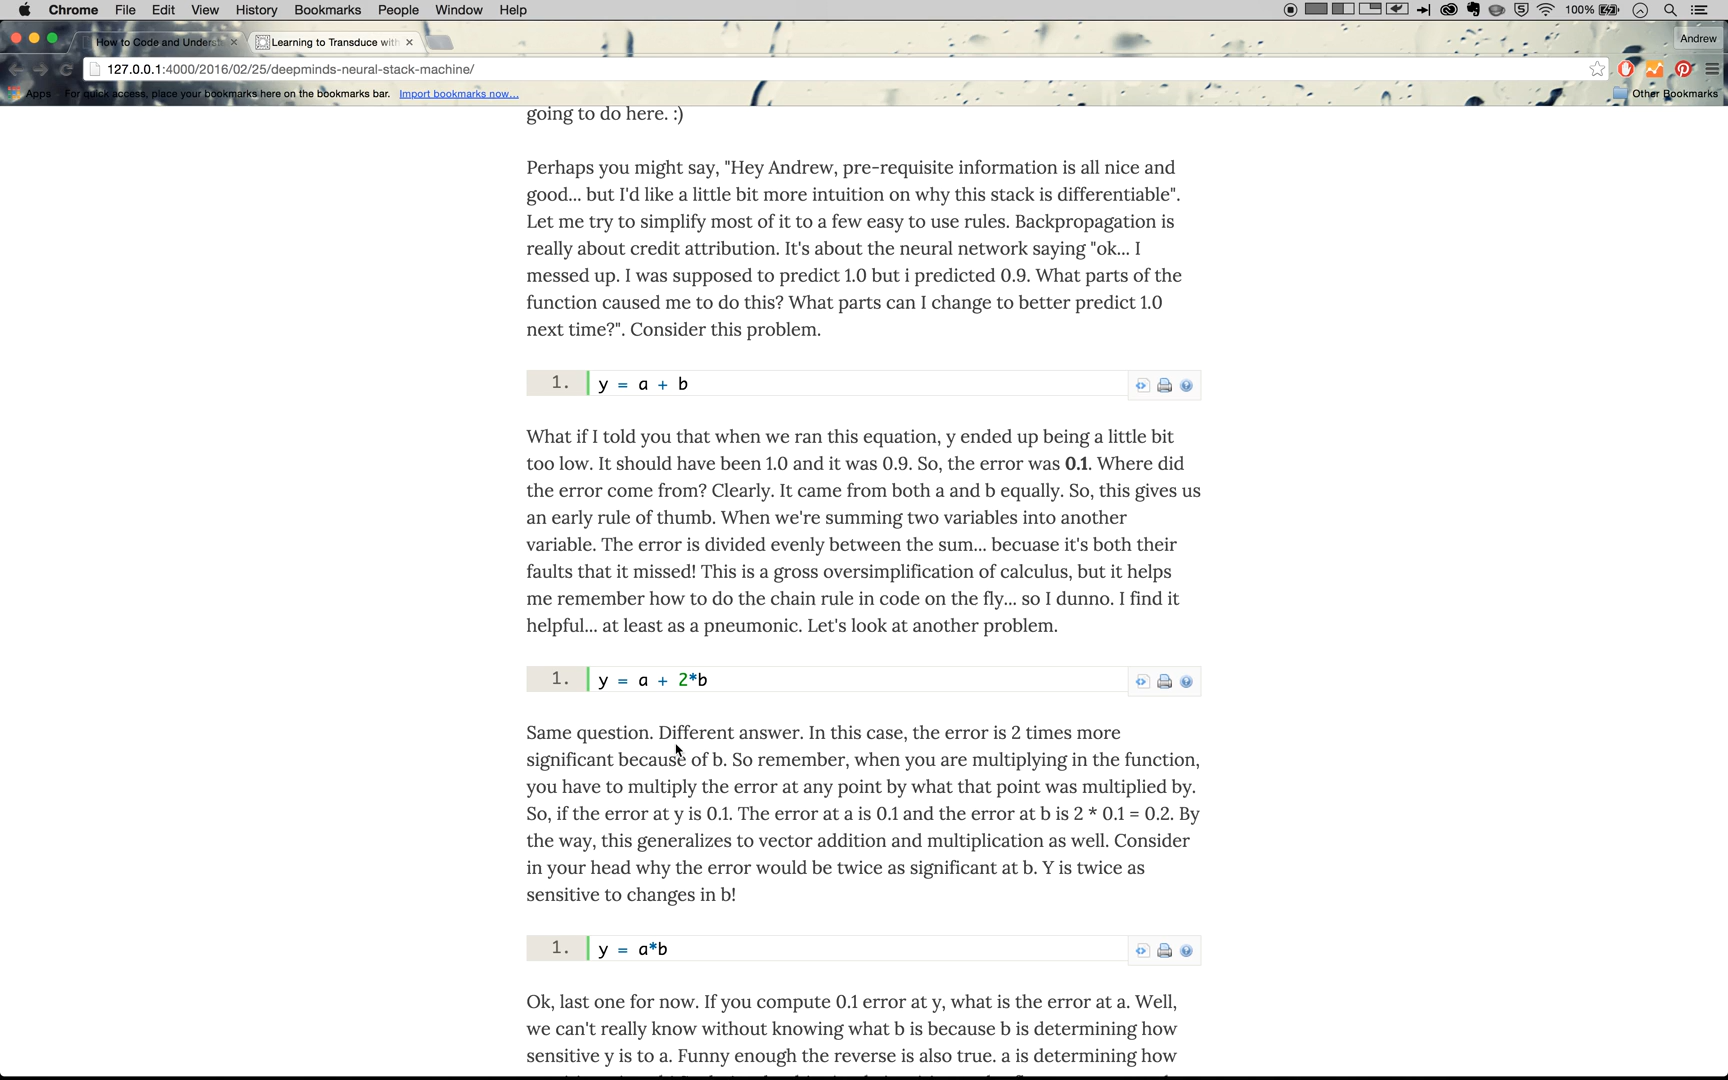 Chrome File Edit View History Bookmarks People Window Help 100%
How to Code and Underst
Learning to Transduce with
Andrew
127.0.0.1:4000/2016/02/25/deepminds-neural-stack-machine/
Apps For quick access, place your bookmarks here on the bookmarks bar. Import bookmarks now... Other Bookmarks
going to do here. :)
Perhaps you might say, "Hey Andrew, pre-requisite information is all nice and
good... but I'd like a little bit more intuition on why this stack is differentiable".
Let me try to simplify most of it to a few easy to use rules. Backpropagation is
really about credit attribution. It's about the neural network saying "ok... I
messed up. I was supposed to predict 1.0 but i predicted 0.9. What parts of the
function caused me to do this? What parts can I change to better predict 1.0
next time?". Consider this problem.
1. y = a + b
What if I told you that when we ran this equation, y ended up being a little bit
too low. It should have been 1.0 and it was 0.9. So, the error was 0.1. Where did
the error come from? Clearly. It came from both a and b equally. So, this gives us
an early rule of thumb. When we're summing two variables into another
variable. The error is divided evenly between the sum... becuase it's both their
faults that it missed! This is a gross oversimplification of calculus, but it helps
me remember how to do the chain rule in code on the fly... so I dunno. I find it
helpful... at least as a pneumonic. Let's look at another problem.
1. y = a + 2*b
Same question. Different answer. In this case, the error is 2 times more
significant because of b. So remember, when you are multiplying in the function,
you have to multiply the error at any point by what that point was multiplied by.
So, if the error at y is 0.1. The error at a is 0.1 and the error at b is 2 * 0.1 = 0.2. By
the way, this generalizes to vector addition and multiplication as well. Consider
in your head why the error would be twice as significant at b. Y is twice as
sensitive to changes in b!
1. y = a*b
Ok, last one for now. If you compute 0.1 error at y, what is the error at a. Well,
we can't really know without knowing what b is because b is determining how
sensitive y is to a. Funny enough the reverse is also true. a is determining how